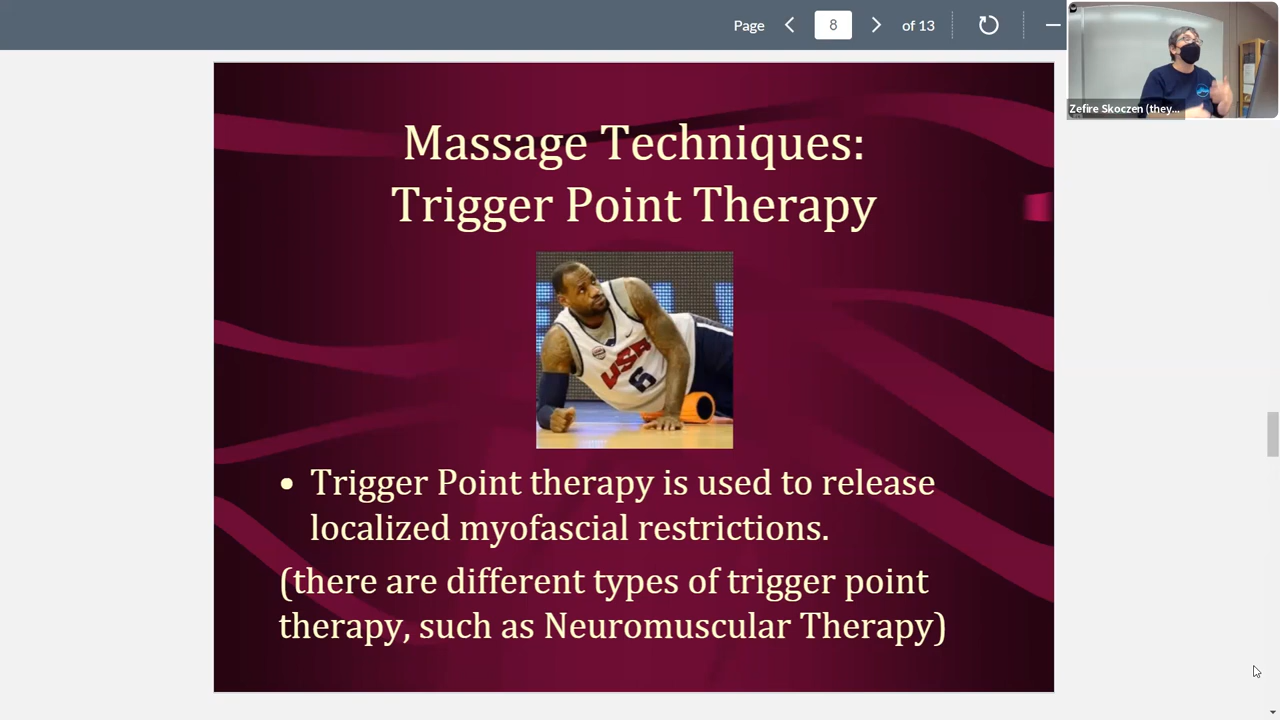 Page 8 of 13
Zefire Skoczen (they...
Massage Techniques:
Trigger Point Therapy
USA
6
• Trigger Point therapy is used to release
localized myofascial restrictions.
(there are different types of trigger point
therapy, such as Neuromuscular Therapy)